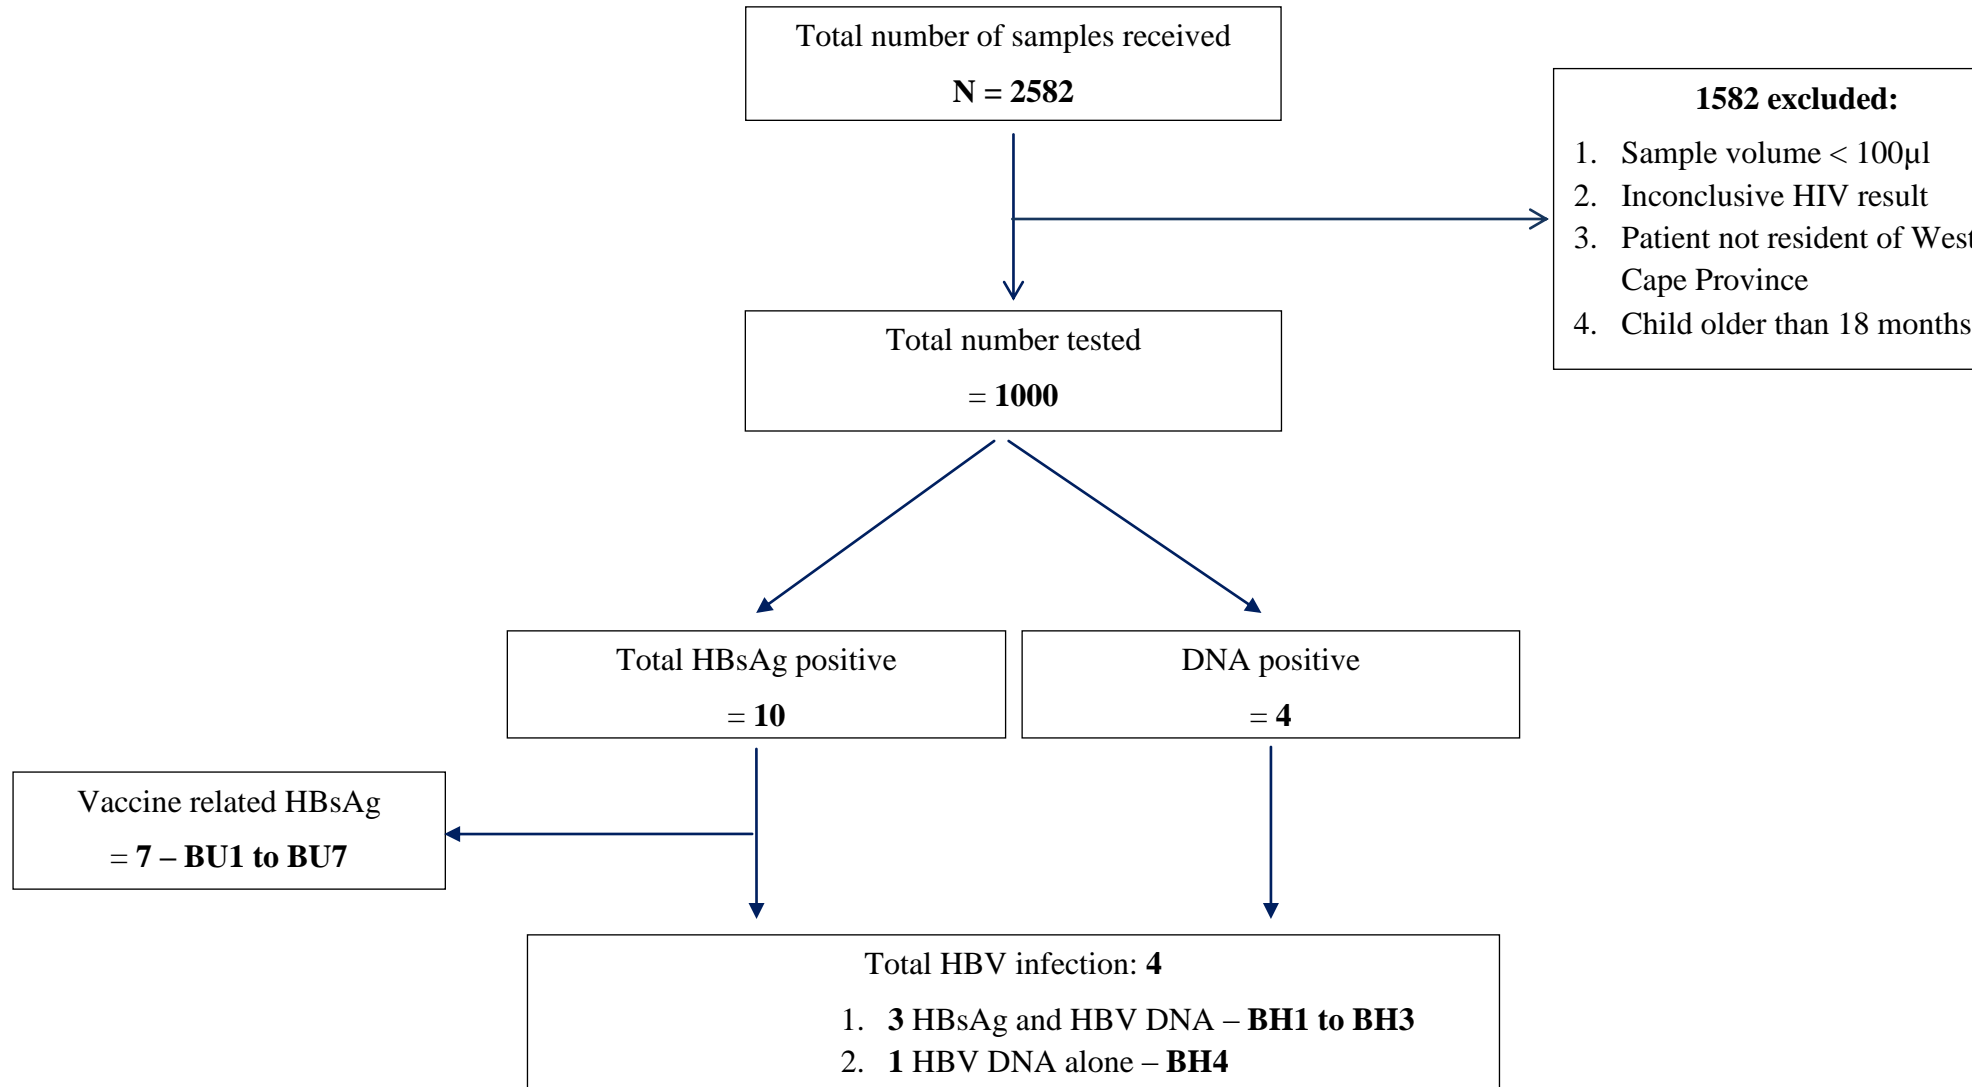 Total number of samples received
N = 2582
1582 excluded:
1. Sample volume < 100µl
2. Inconclusive HIV result
3. Patient not resident of West
Cape Province
4. Child older than 18 months
Total number tested
= 1000
Total HBsAg positive
= 10
DNA positive
= 4
Vaccine related HBsAg
= 7 – BU1 to BU7
Total HBV infection: 4
1. 3 HBsAg and HBV DNA – BH1 to BH3
2. 1 HBV DNA alone – BH4